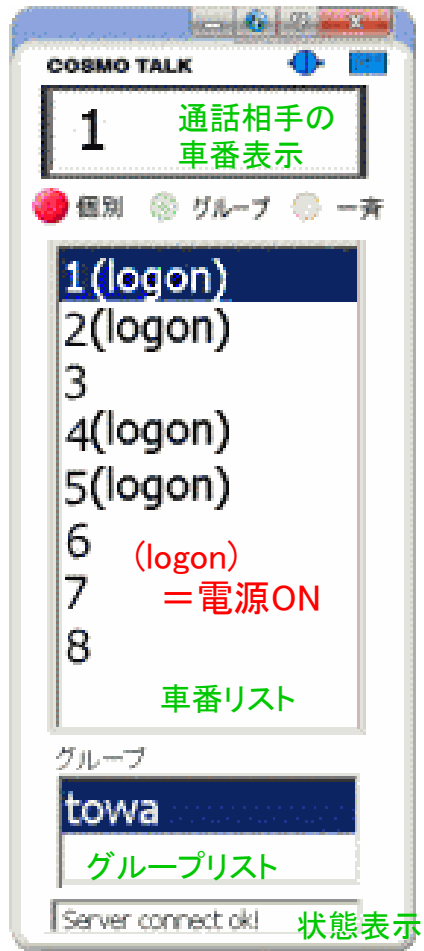 COSMO TALK
1
通話相手の
車番表示
個別 グループ 一斉
1(logon)
2(logon)
3
4(logon)
5(logon)
6
7
8
(logon)
＝電源ON
車番リスト
グループ
towa
グループリスト
Server connect ok!
状態表示